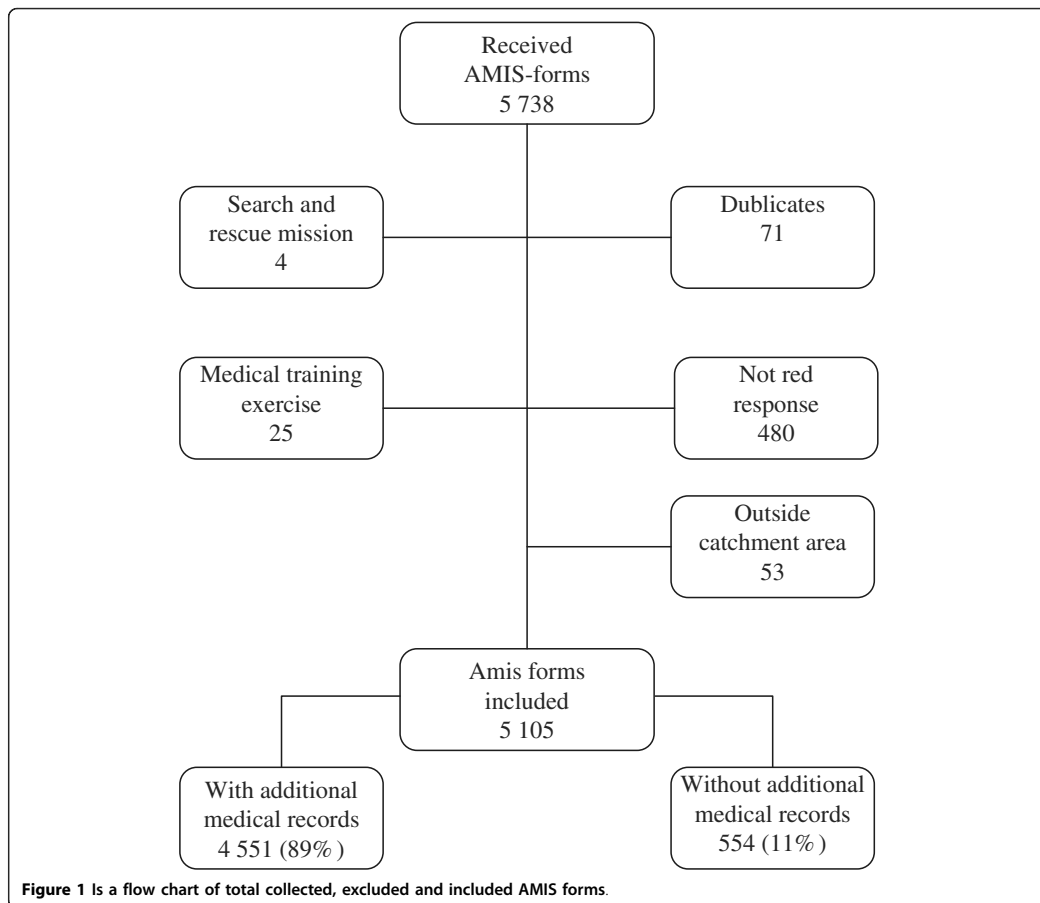 Received
AMIS-forms
5 738
Search and
rescue mission
4
Dublicates
71
Medical training
exercise
25
Not red
response
480
Outside
catchment area
53
Amis forms
included
5 105
With additional
medical records
4 551 (89%)
Without additional
medical records
554 (11%)
Figure 1 Is a flow chart of total collected, excluded and included AMIS forms.